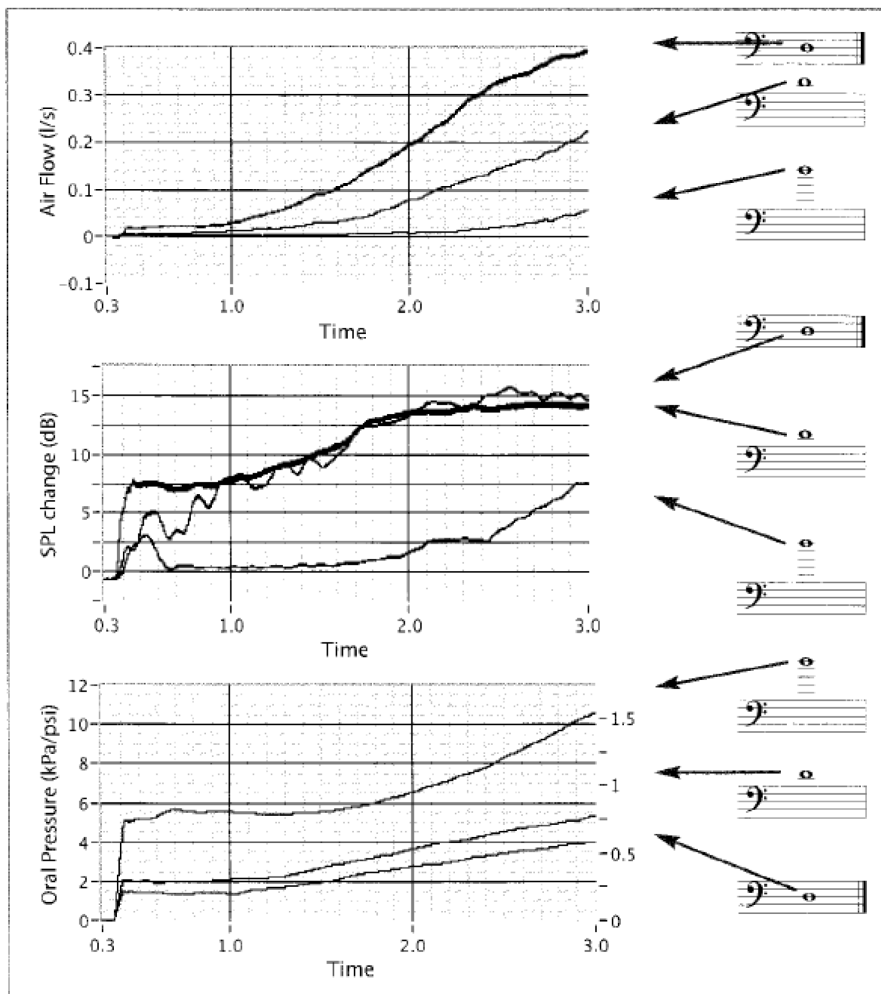 0.4
0.3
0.2
0.1
0
−0.1
Air Flow (l/s)
0.3 1.0 2.0 3.0
Time
15
10
5
0
SPL change (dB)
0.3 1.0 2.0 3.0
Time
12
10
8
6
4
2
0
Oral Pressure (kPa/psi)
1.5
1
0.5
0
0.3 1.0 2.0 3.0
Time